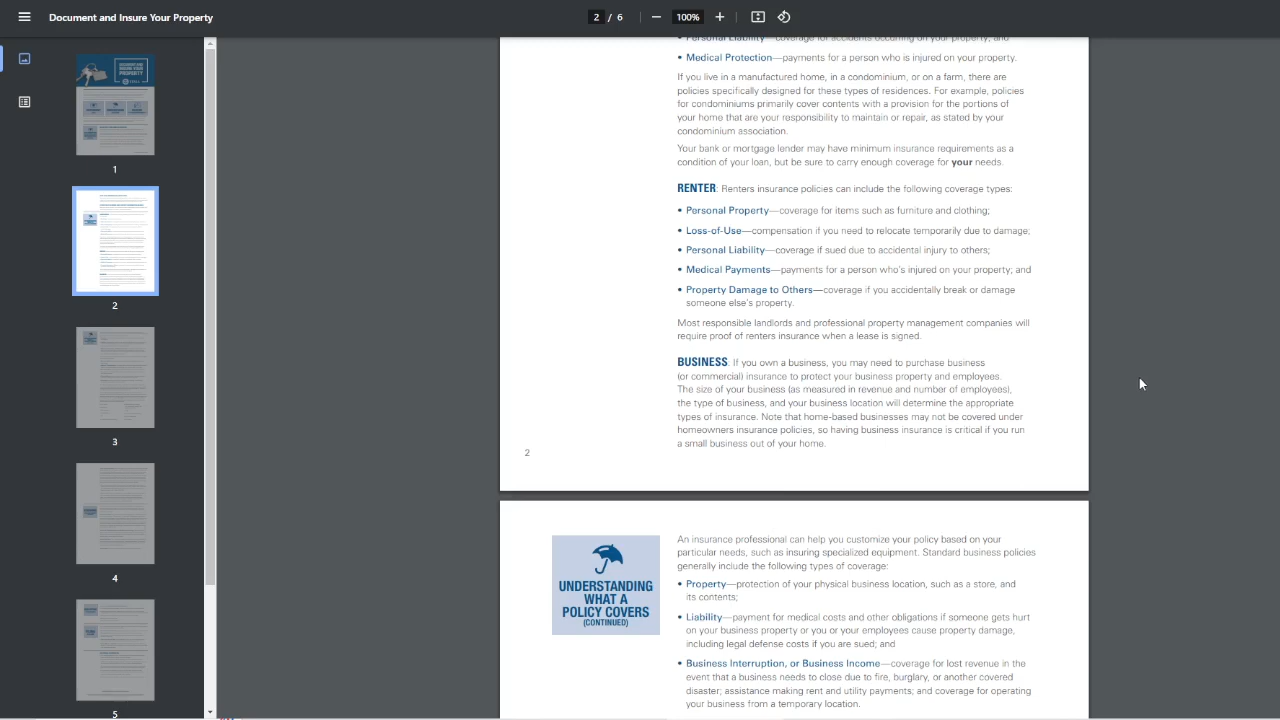 Document and Insure Your Property
2 / 6
100%
1
2
3
4
5
• Personal Liability—coverage for accidents occurring on your property; and
• Medical Protection—payments for a person who is injured on your property.
If you live in a manufactured home, in a condominium, or on a farm, there are
policies specifically designed for these types of residences. For example, policies
for condominiums primarily cover contents with a provision for the portions of
your home that are your responsibility to maintain or repair, as stated by your
condominium association.
Your bank or mortgage lender may have minimum insurance requirements as a
condition of your loan, but be sure to carry enough coverage for your needs.
RENTER: Renters insurance policies can include the following coverage types:
• Personal Property—coverage for items such as furniture and clothing;
• Loss-of-Use—compensation if you need to relocate temporarily due to damage;
• Personal Liability—coverage if sued due to accidental injury to others;
• Medical Payments—payments for a person who's injured on your property; and
• Property Damage to Others—coverage if you accidentally break or damage
someone else's property.
Most responsible landlords and professional property management companies will
require proof of renters insurance when a lease is signed.
BUSINESS: If you own a business, you may need to purchase business
(or commercial) insurance to protect your business property and employees.
The size of your business (as measured in revenue and number of employees),
the type of business, and your business location will determine the appropriate
types of insurance. Note that home-based businesses may not be covered under
homeowners insurance policies, so having business insurance is critical if you run
a small business out of your home.
2
UNDERSTANDING
WHAT A
POLICY COVERS
(CONTINUED)
An insurance professional can help you customize your policy based on your
particular needs, such as insuring specialized equipment. Standard business policies
generally include the following types of coverage:
• Property—protection of your physical business location, such as a store, and
its contents;
• Liability—payment for medical costs and other obligations if someone gets hurt
on your business property or you or your employees cause property damage,
including legal defense costs if you are sued; and
• Business Interruption, or Business Income—coverage for lost revenue in the
event that a business needs to close due to fire, burglary, or another covered
disaster; assistance making rent and utility payments; and coverage for operating
your business from a temporary location.